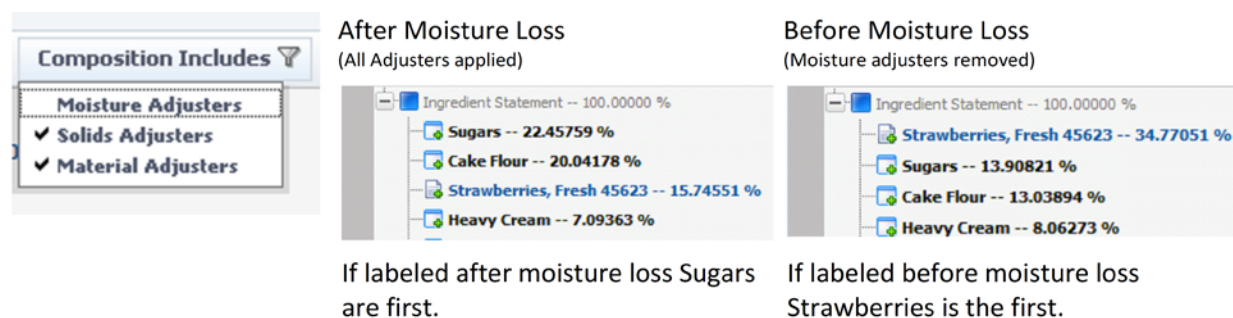 Composition Includes
Moisture Adjusters
✔ Solids Adjusters
✔ Material Adjusters
After Moisture Loss
(All Adjusters applied)
Ingredient Statement -- 100.00000 %
Sugars -- 22.45759 %
Cake Flour -- 20.04178 %
Strawberries, Fresh 45623 -- 15.74551 %
Heavy Cream -- 7.09363 %
If labeled after moisture loss Sugars
are first.
Before Moisture Loss
(Moisture adjusters removed)
Ingredient Statement -- 100.00000 %
Strawberries, Fresh 45623 -- 34.77051 %
Sugars -- 13.90821 %
Cake Flour -- 13.03894 %
Heavy Cream -- 8.06273 %
If labeled before moisture loss
Strawberries is the first.